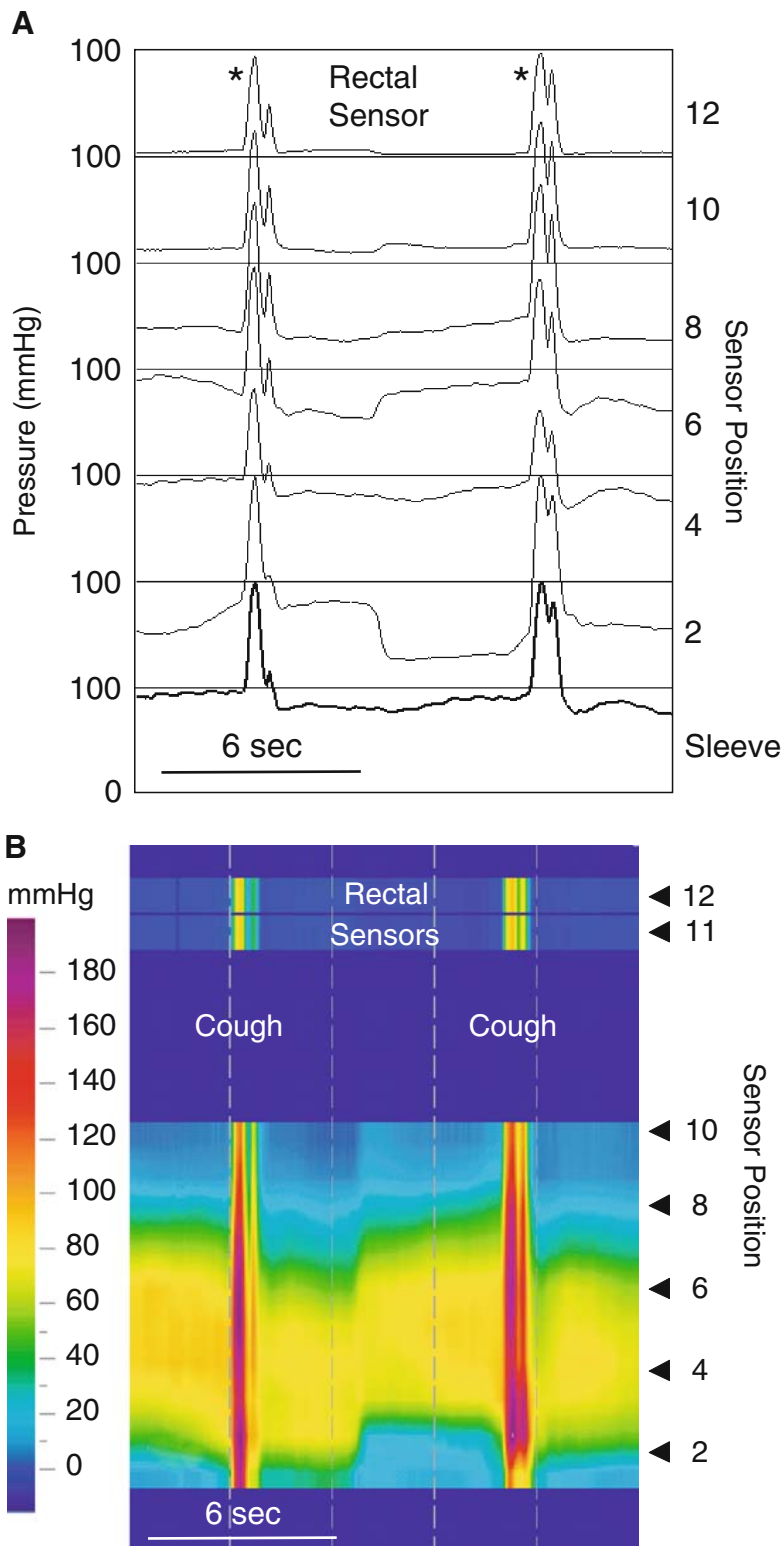 A
100
* Rectal *
Sensor
12
100
10
100
8
100
6
100
4
100
2
100
Sleeve
6 sec
0
Pressure (mmHg)
Sensor Position
B
mmHg
180
160
140
120
100
80
60
40
20
0
Rectal
Sensors
12
11
Cough Cough
10
8
6
4
2
6 sec
Sensor Position